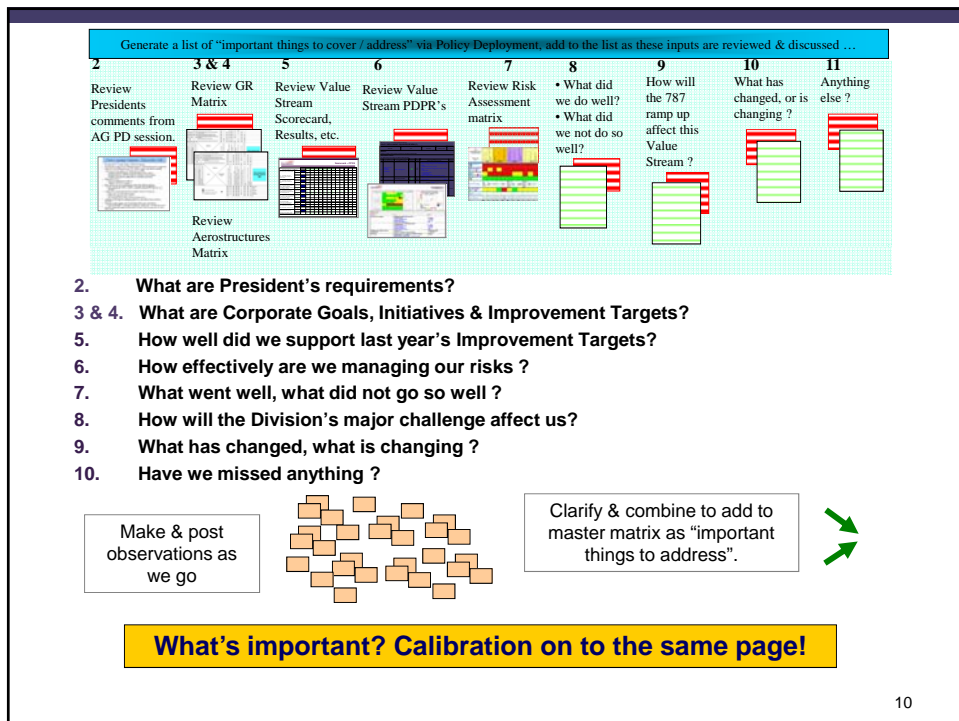 Generate a list of “important things to cover / address” via Policy Deployment, add to the list as these inputs are reviewed & discussed …
2
Review
Presidents
comments from
AG PD session.
3 & 4
Review GR
Matrix
Review
Aerostructures
Matrix
5
Review Value
Stream
Scorecard,
Results, etc.
6
Review Value
Stream PDPR's
7
Review Risk
Assessment
matrix
8
• What did
we do well?
• What did
we not do so
well?
9
How will
the 787
ramp up
affect this
Value
Stream ?
10
What has
changed, or is
changing ?
11
Anything
else ?
2. What are President’s requirements?
3 & 4. What are Corporate Goals, Initiatives & Improvement Targets?
5. How well did we support last year’s Improvement Targets?
6. How effectively are we managing our risks ?
7. What went well, what did not go so well ?
8. How will the Division’s major challenge affect us?
9. What has changed, what is changing ?
10. Have we missed anything ?
Make & post
observations as
we go
Clarify & combine to add to
master matrix as “important
things to address”.
What’s important? Calibration on to the same page!
10